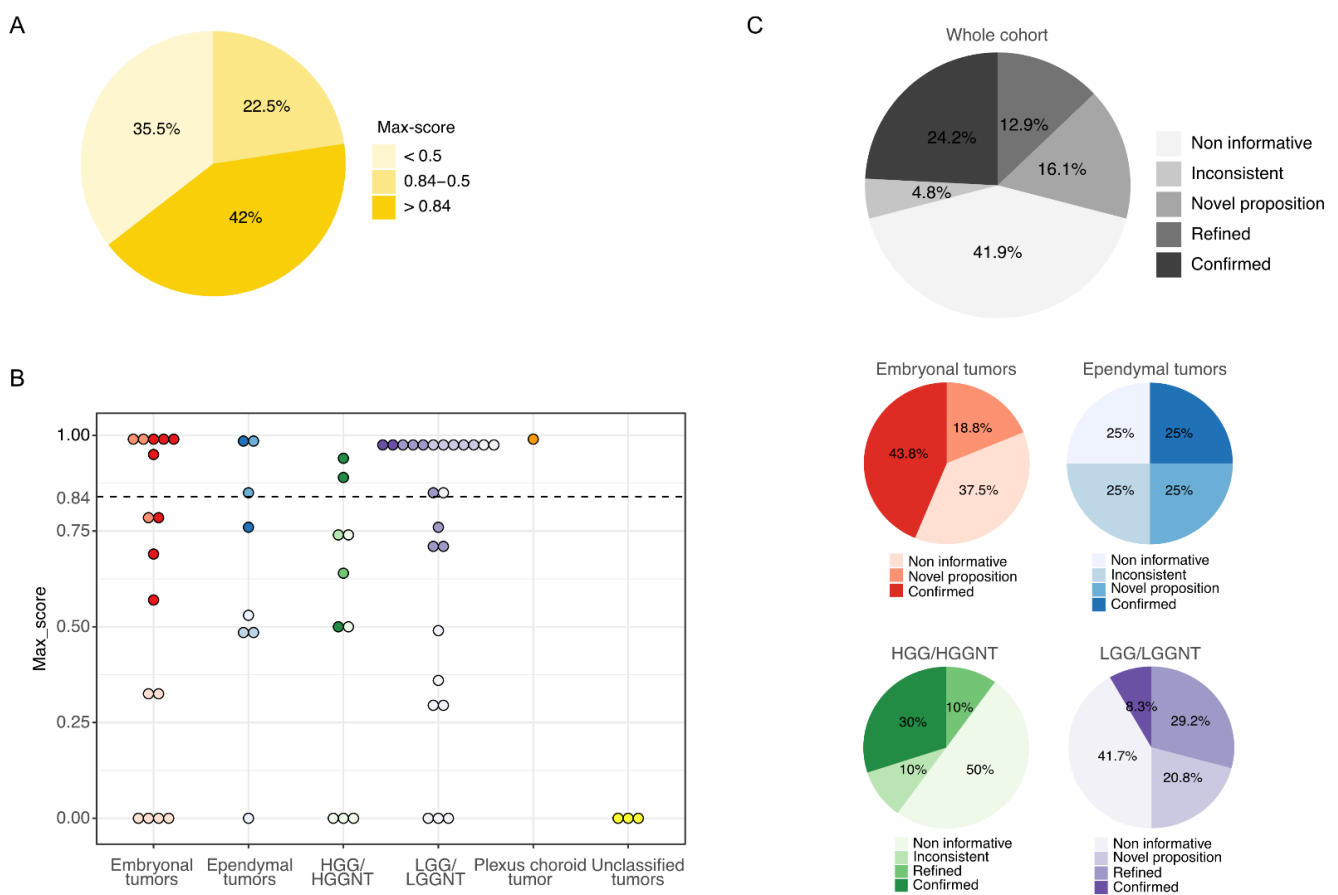 A
35.5%
22.5%
42%
Max-score
< 0.5
0.84–0.5
> 0.84
B
Max_score
1.00
0.84
0.75
0.50
0.25
0.00
Embryonal
tumors
Ependymal
tumors
HGG/
HGGNT
LGG/
LGGNT
Plexus choroid
tumor
Unclassified
tumors
C
Whole cohort
24.2%
12.9%
16.1%
4.8%
41.9%
Non informative
Inconsistent
Novel proposition
Refined
Confirmed
Embryonal tumors
43.8%
18.8%
37.5%
Non informative
Novel proposition
Confirmed
Ependymal tumors
25%
25%
25%
25%
Non informative
Inconsistent
Novel proposition
Confirmed
HGG/HGGNT
30%
10%
10%
50%
Non informative
Inconsistent
Refined
Confirmed
LGG/LGGNT
8.3%
29.2%
41.7%
20.8%
Non informative
Novel proposition
Refined
Confirmed